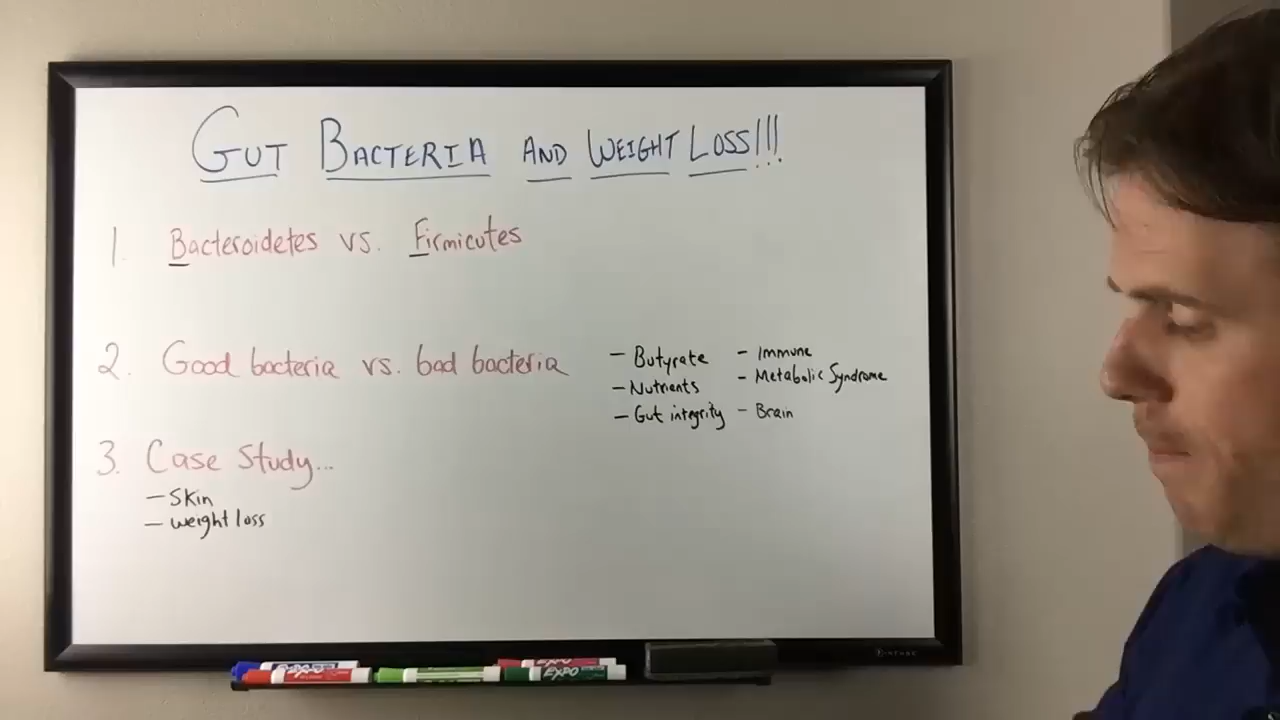 GUT BACTERIA AND WEIGHT LOSS!!!
1. Bacteroidetes vs. Firmicutes
2. Good bacteria vs. bad bacteria
- Butyrate - Immune
- Nutrients - Metabolic Syndrome
- Gut integrity - Brain
3. Case Study...
- Skin
- weight loss
EXPO
EXPO
EXPO